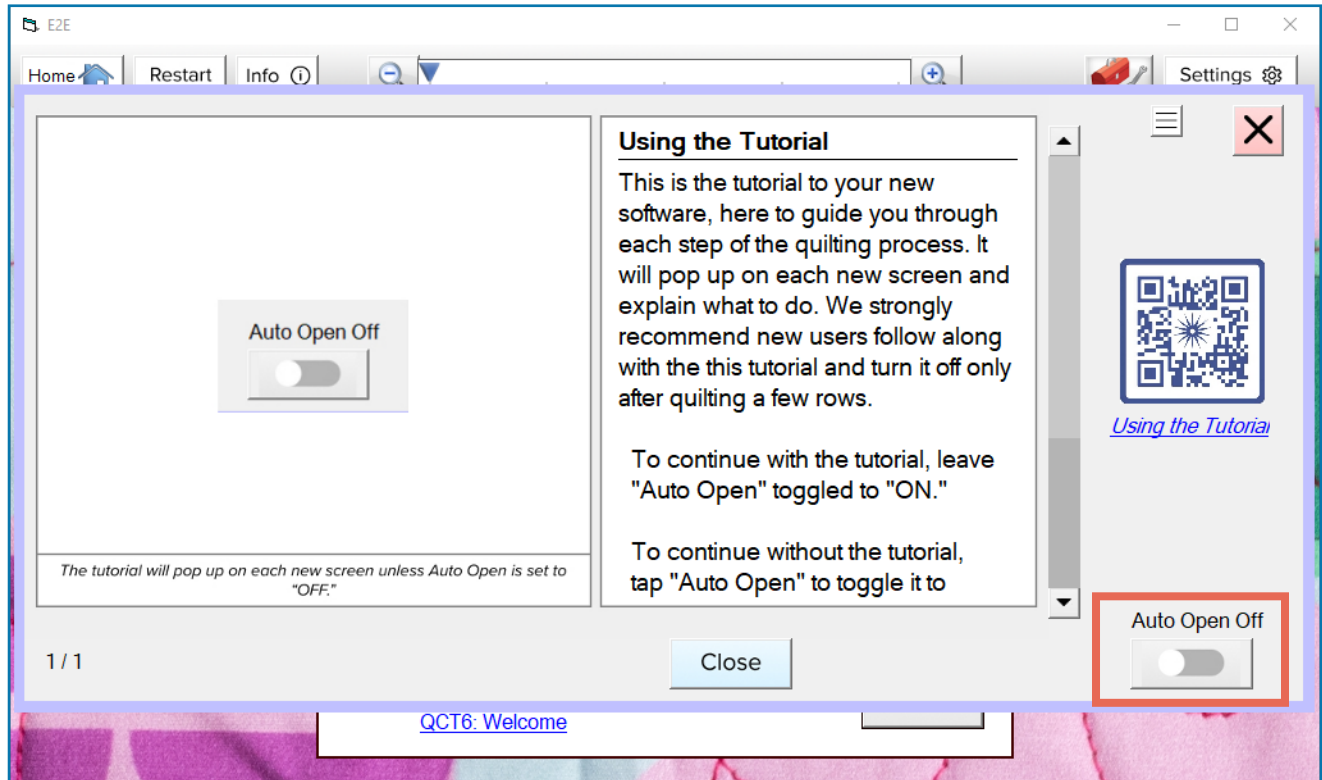 E2E
Home
Restart
Info
Settings
Auto Open Off
The tutorial will pop up on each new screen unless Auto Open is set to
“OFF.”
Using the Tutorial
This is the tutorial to your new
software, here to guide you through
each step of the quilting process. It
will pop up on each new screen and
explain what to do. We strongly
recommend new users follow along
with the this tutorial and turn it off only
after quilting a few rows.
To continue with the tutorial, leave
"Auto Open" toggled to "ON."
To continue without the tutorial,
tap "Auto Open" to toggle it to
Using the Tutorial
Auto Open Off
1 / 1
Close
QCT6: Welcome